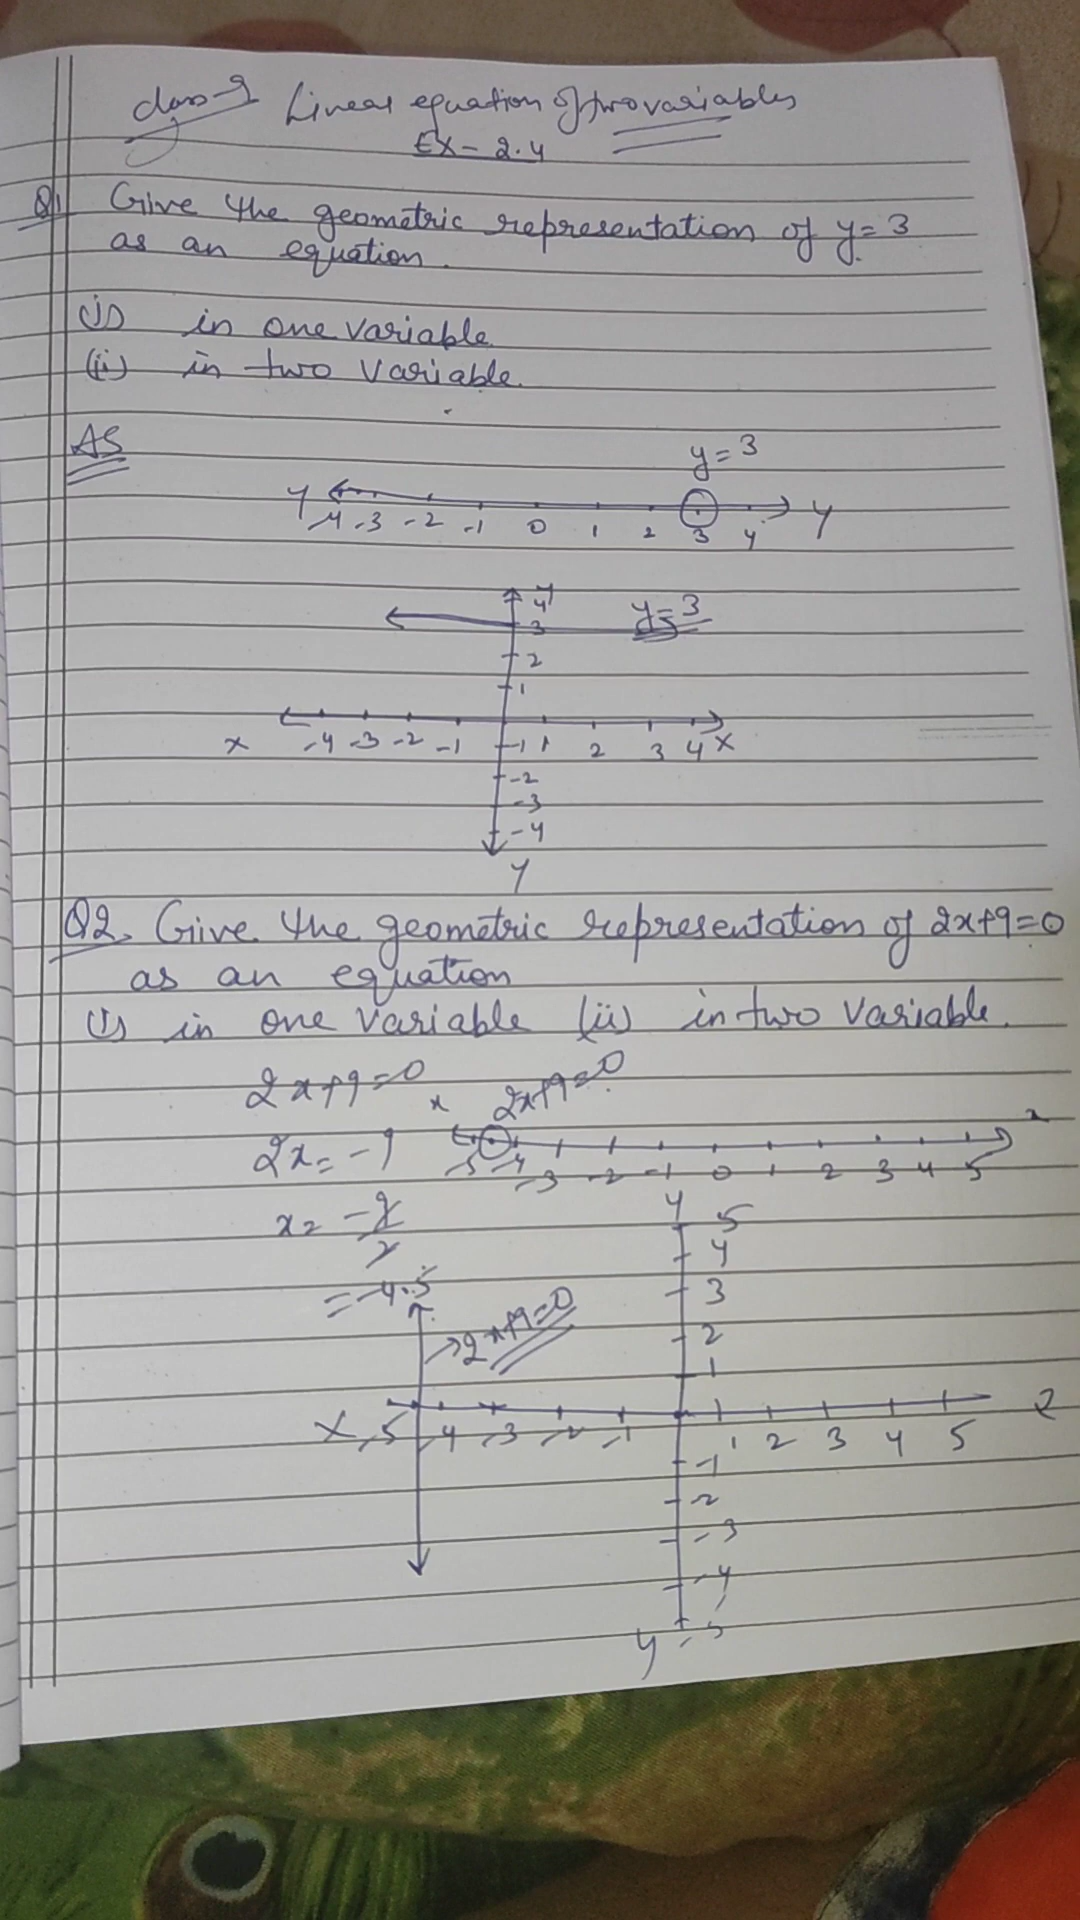 class-9 Linear equation of two variables
Ex- 2.4
Q1 Give the geometric representation of y=3
as an equation.
(i) in one variable
(ii) in two variable.
AS
y=3
Y -4 -3 -2 -1 0 1 2 3 4 Y
Y
4
y=3
3
2
1
X -4 -3 -2 -1 1 2 3 4 X
-1
-2
-3
-4
Y
Q2. Give the geometric representation of 2x+9=0
as an equation
(i) in one variable (ii) in two variable.
2x+9=0
x 2x+9=0 x
2x=-9
-5 -4 -3 -2 -1 0 1 2 3 4 5
x= -9/2
Y 5
4
= -4.5
3
2x+9=0
2
1
X -5 -4 -3 -2 -1 1 2 3 4 5
-1
-2
-3
-4
Y -5